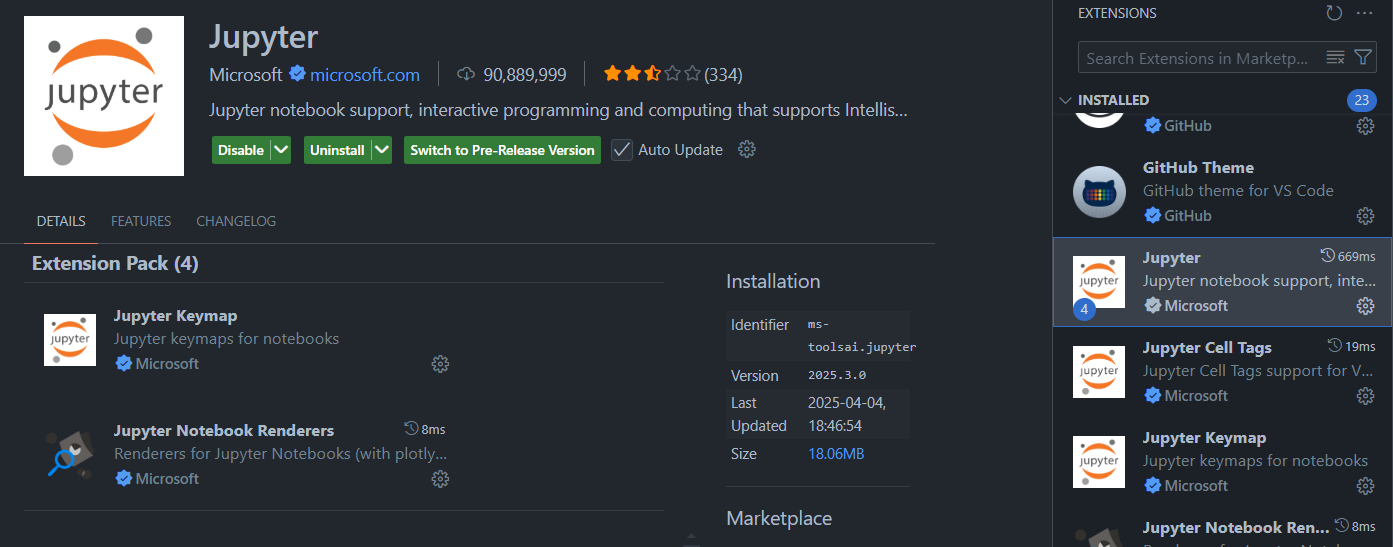 Jupyter
Microsoft microsoft.com 90,889,999 (334)
Jupyter notebook support, interactive programming and computing that supports Intellis...
Disable Uninstall Switch to Pre-Release Version Auto Update
DETAILS FEATURES CHANGELOG
Extension Pack (4)
jupyter
Jupyter Keymap
Jupyter keymaps for notebooks
Microsoft
Jupyter Notebook Renderers 8ms
Renderers for Jupyter Notebooks (with plotly,...
Microsoft
Installation
Identifier ms-
toolsai.jupyter
Version 2025.3.0
Last 2025-04-04,
Updated 18:46:54
Size 18.06MB
Marketplace
EXTENSIONS
Search Extensions in Marketp...
INSTALLED 23
GitHub
GitHub Theme
GitHub theme for VS Code
GitHub
jupyter
4
Jupyter 669ms
Jupyter notebook support, inte...
Microsoft
jupyter
Jupyter Cell Tags 19ms
Jupyter Cell Tags support for V...
Microsoft
jupyter
Jupyter Keymap
Jupyter keymaps for notebooks
Microsoft
Jupyter Notebook Ren... 8ms